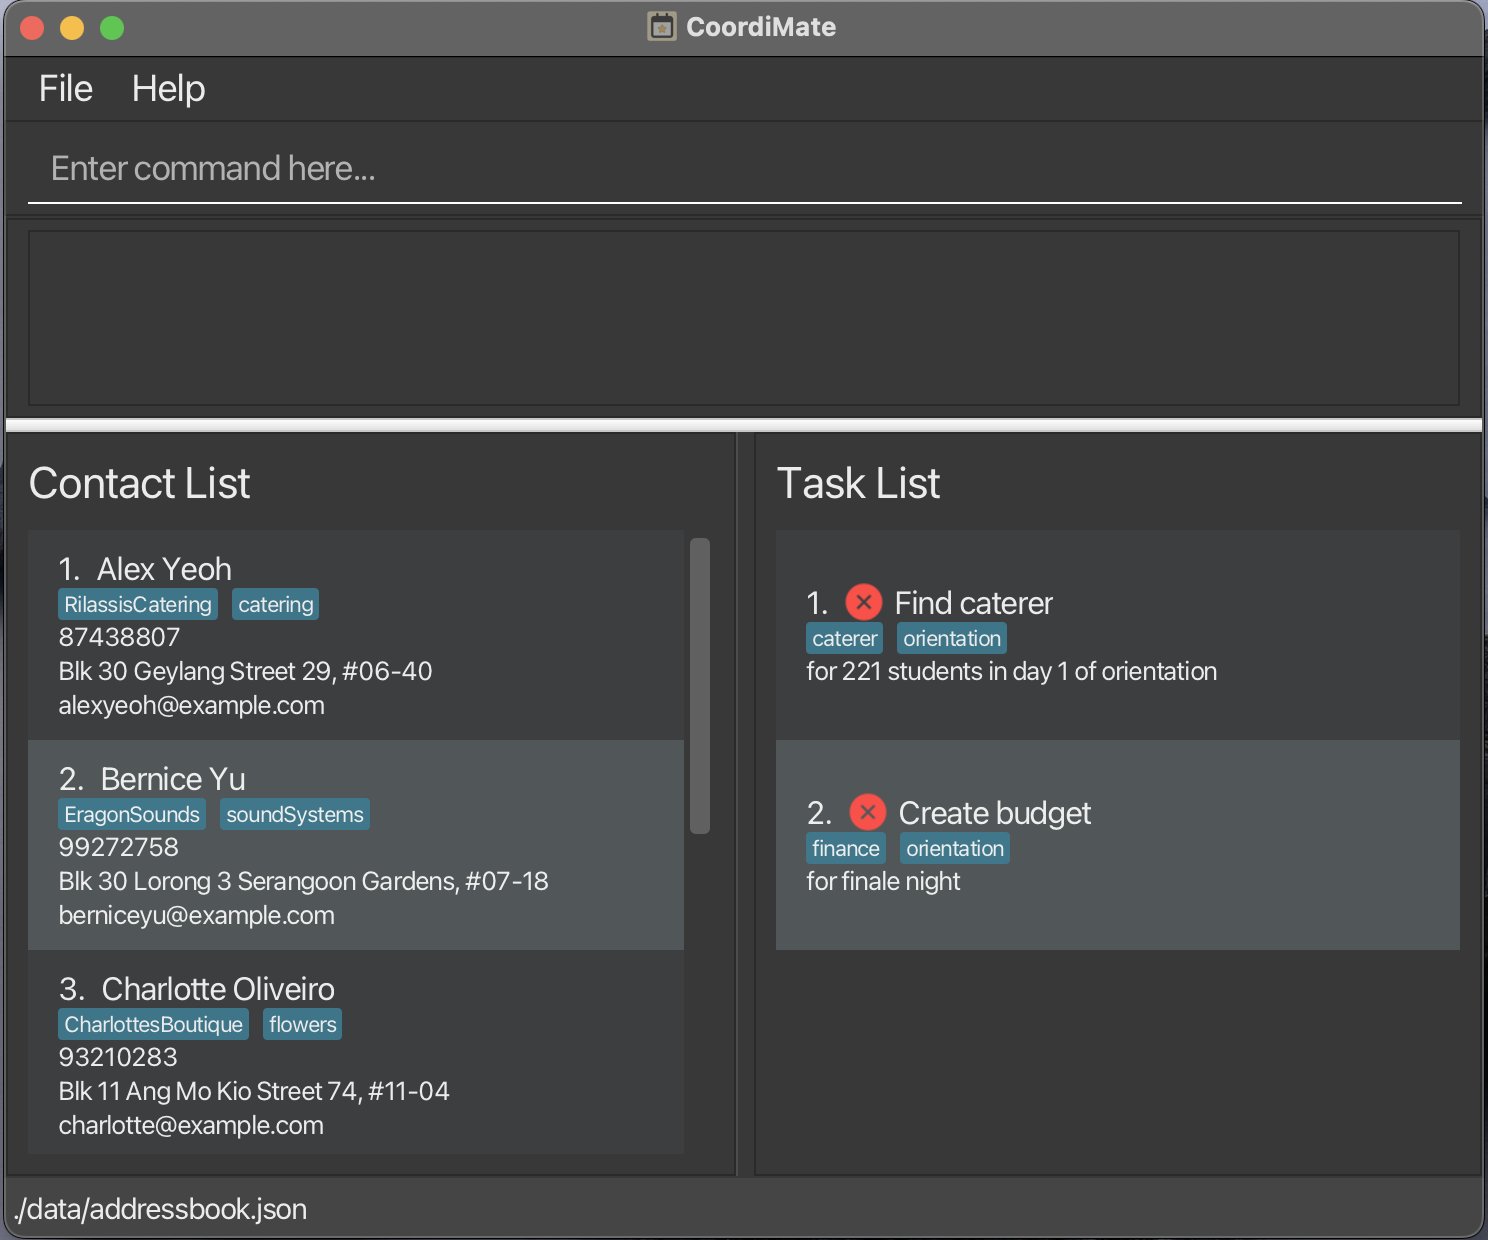 CoordiMate
File Help
Enter command here...
Contact List
1. Alex Yeoh
RilassisCatering catering
87438807
Blk 30 Geylang Street 29, #06-40
alexyeoh@example.com
2. Bernice Yu
EragonSounds soundSystems
99272758
Blk 30 Lorong 3 Serangoon Gardens, #07-18
berniceyu@example.com
3. Charlotte Oliveiro
CharlottesBoutique flowers
93210283
Blk 11 Ang Mo Kio Street 74, #11-04
charlotte@example.com
Task List
1. Find caterer
caterer orientation
for 221 students in day 1 of orientation
2. Create budget
finance orientation
for finale night
./data/addressbook.json